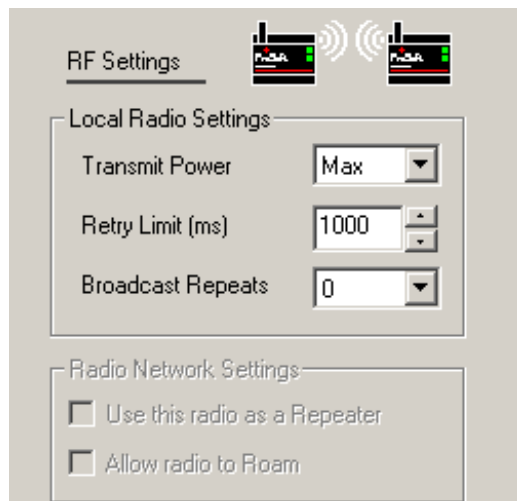 RF Settings
Local Radio Settings
Transmit Power Max
Retry Limit (ms) 1000
Broadcast Repeats 0
Radio Network Settings
Use this radio as a Repeater
Allow radio to Roam